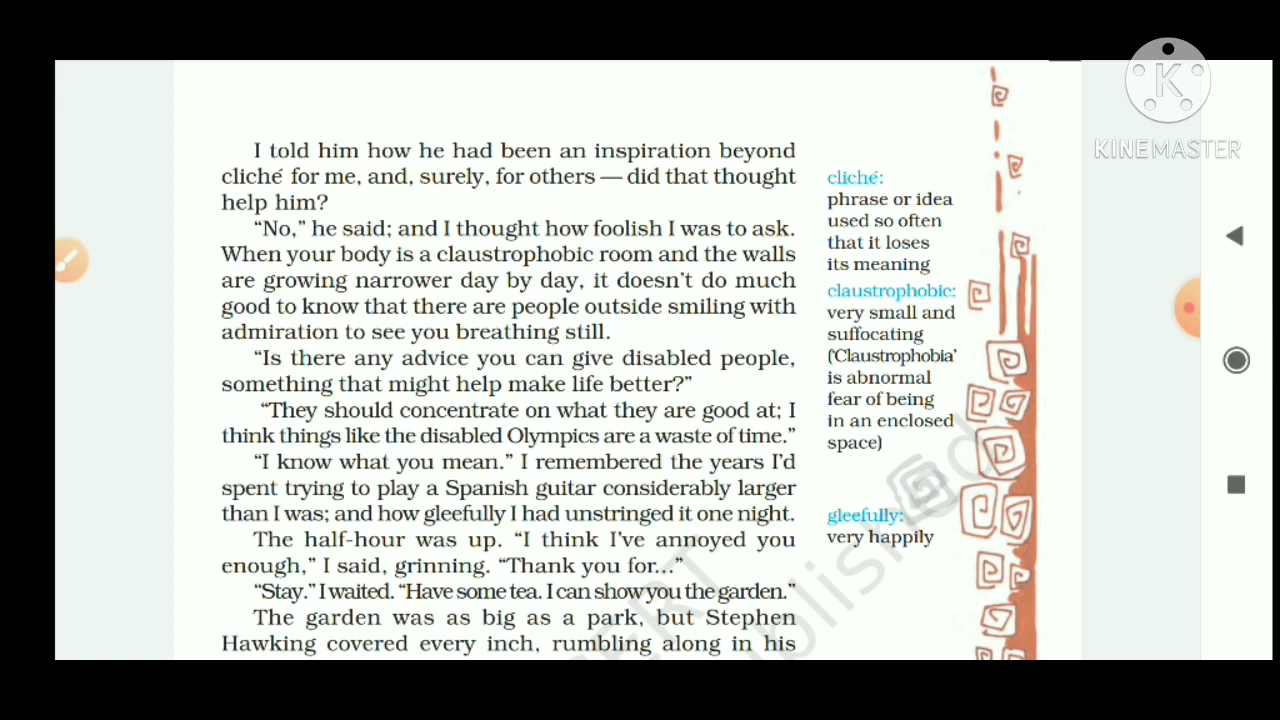 KINEMASTER
I told him how he had been an inspiration beyond
cliché for me, and, surely, for others — did that thought
help him?
“No,” he said; and I thought how foolish I was to ask.
When your body is a claustrophobic room and the walls
are growing narrower day by day, it doesn’t do much
good to know that there are people outside smiling with
admiration to see you breathing still.
“Is there any advice you can give disabled people,
something that might help make life better?”
“They should concentrate on what they are good at; I
think things like the disabled Olympics are a waste of time.”
“I know what you mean.” I remembered the years I’d
spent trying to play a Spanish guitar considerably larger
than I was; and how gleefully I had unstringed it one night.
The half-hour was up. “I think I’ve annoyed you
enough,” I said, grinning. “Thank you for...”
“Stay.” I waited. “Have some tea. I can show you the garden.”
The garden was as big as a park, but Stephen
Hawking covered every inch, rumbling along in his
cliché:
phrase or idea
used so often
that it loses
its meaning
claustrophobic:
very small and
suffocating
(‘Claustrophobia’
is abnormal
fear of being
in an enclosed
space)
gleefully:
very happily